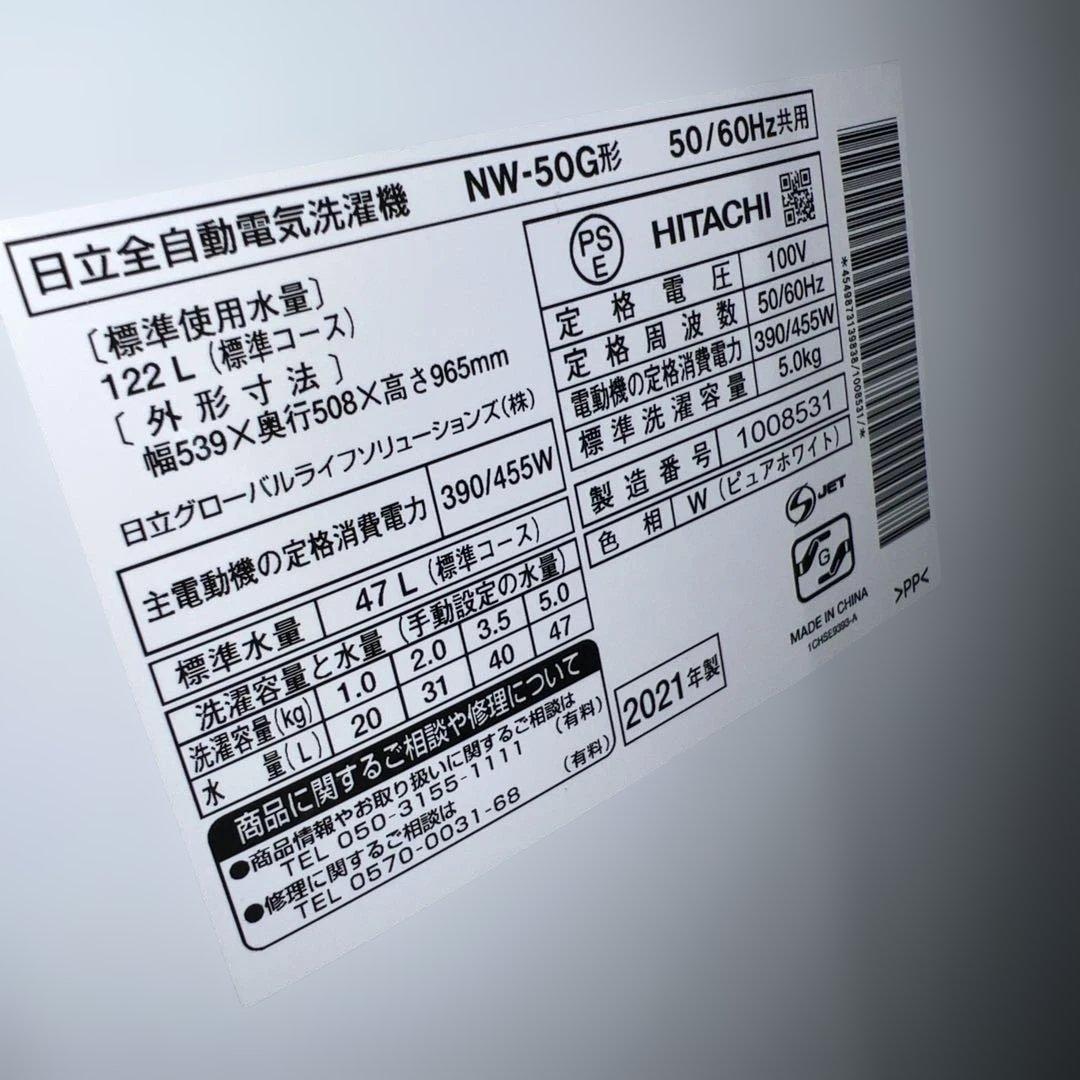 日立全自動電気洗濯機 NW-50G形 50/60Hz共用
〔標準使用水量〕
122 L (標準コース)
〔外形寸法〕
幅539×奥行508×高さ965mm
日立グローバルライフソリューションズ(株)
主電動機の定格消費電力 390/455W
標準水量 47 L (標準コース)
洗濯容量と水量 (手動設定の水量)
洗濯容量(kg) 1.0 2.0 3.5 5.0
水量(L) 20 31 40 47
商品に関するご相談や修理について
●商品情報やお取り扱いに関するご相談は
TEL 050-3155-1111 (有料)
●修理に関するご相談は
TEL 0570-0031-68 (有料)
PS
E
HITACHI
定格電圧 100V
定格周波数 50/60Hz
電動機の定格消費電力 390/455W
標準洗濯容量 5.0kg
製造番号 1008531
色相 W (ピュアホワイト)
S JET
G
MADE IN CHINA
1CHSE9393-A
2021年製
*4549873139838/1008531/*
>PP<